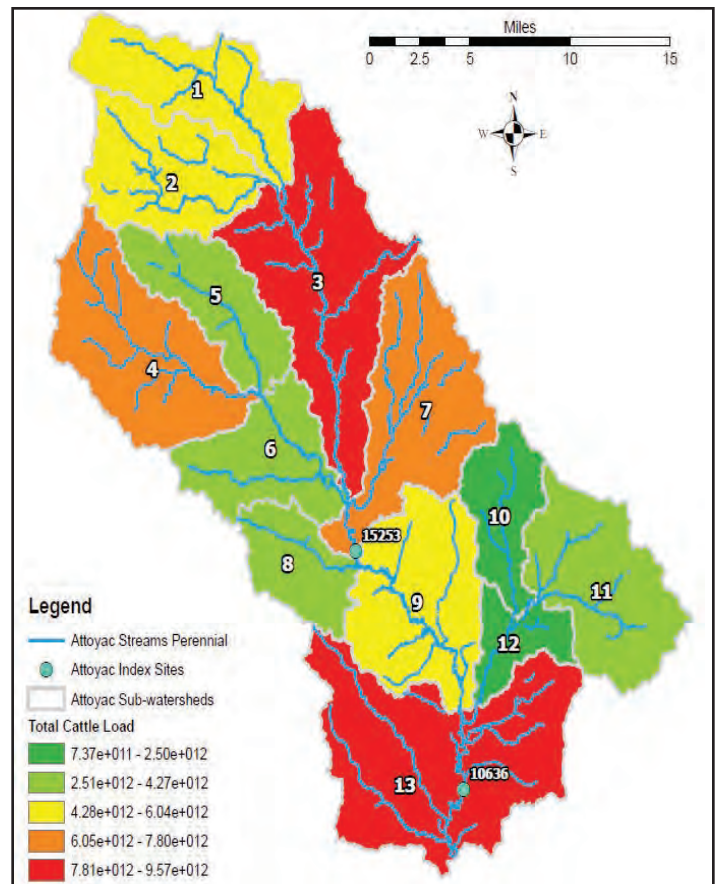 Miles
0 2.5 5 10 15
N
W E
S
1
2
3
5
4
7
6
10
15253
8
11
9
12
13
10636
Legend
Attoyac Streams Perennial
Attoyac Index Sites
Attoyac Sub-watersheds
Total Cattle Load
7.37e+011 - 2.50e+012
2.51e+012 - 4.27e+012
4.28e+012 - 6.04e+012
6.05e+012 - 7.80e+012
7.81e+012 - 9.57e+012